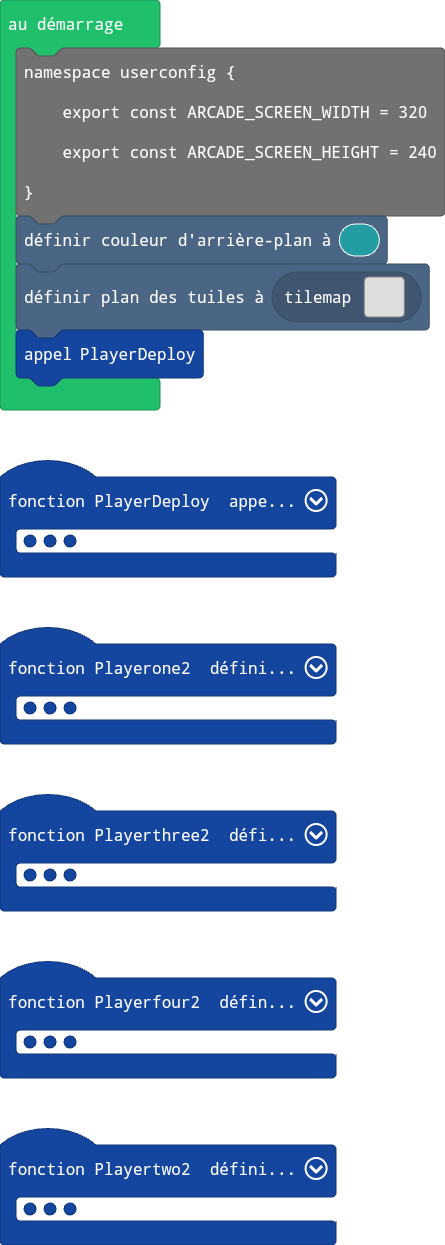 au démarrage
namespace userconfig {
export const ARCADE_SCREEN_WIDTH = 320
export const ARCADE_SCREEN_HEIGHT = 240
}
définir couleur d'arrière-plan à
définir plan des tuiles à tilemap
appel PlayerDeploy
fonction PlayerDeploy appe...
fonction Playerone2 défini...
fonction Playerthree2 défi...
fonction Playerfour2 défin...
fonction Playertwo2 défini...